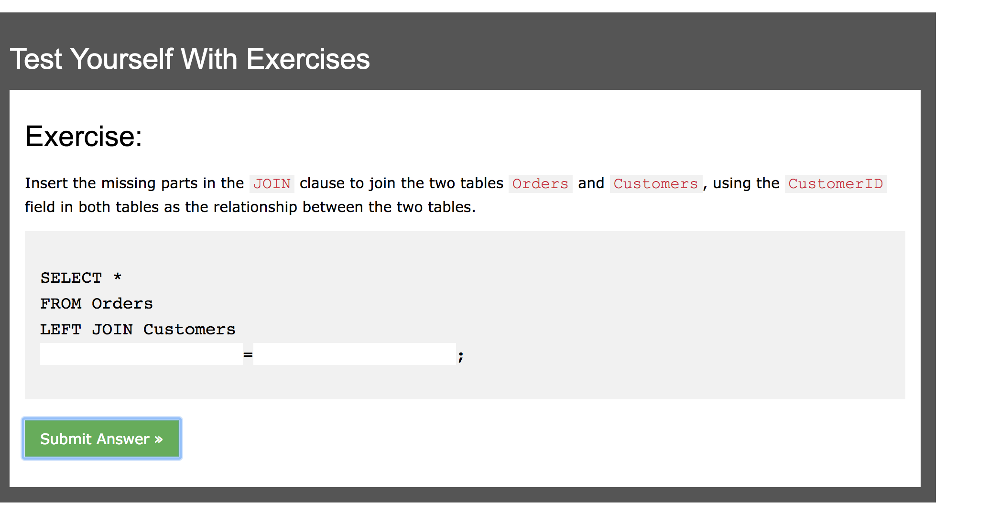 Test Yourself With Exercises
Exercise:
Insert the missing parts in the JOIN clause to join the two tables Orders and Customers, using the CustomerID
field in both tables as the relationship between the two tables.
SELECT *
FROM Orders
LEFT JOIN Customers
=;
Submit Answer »